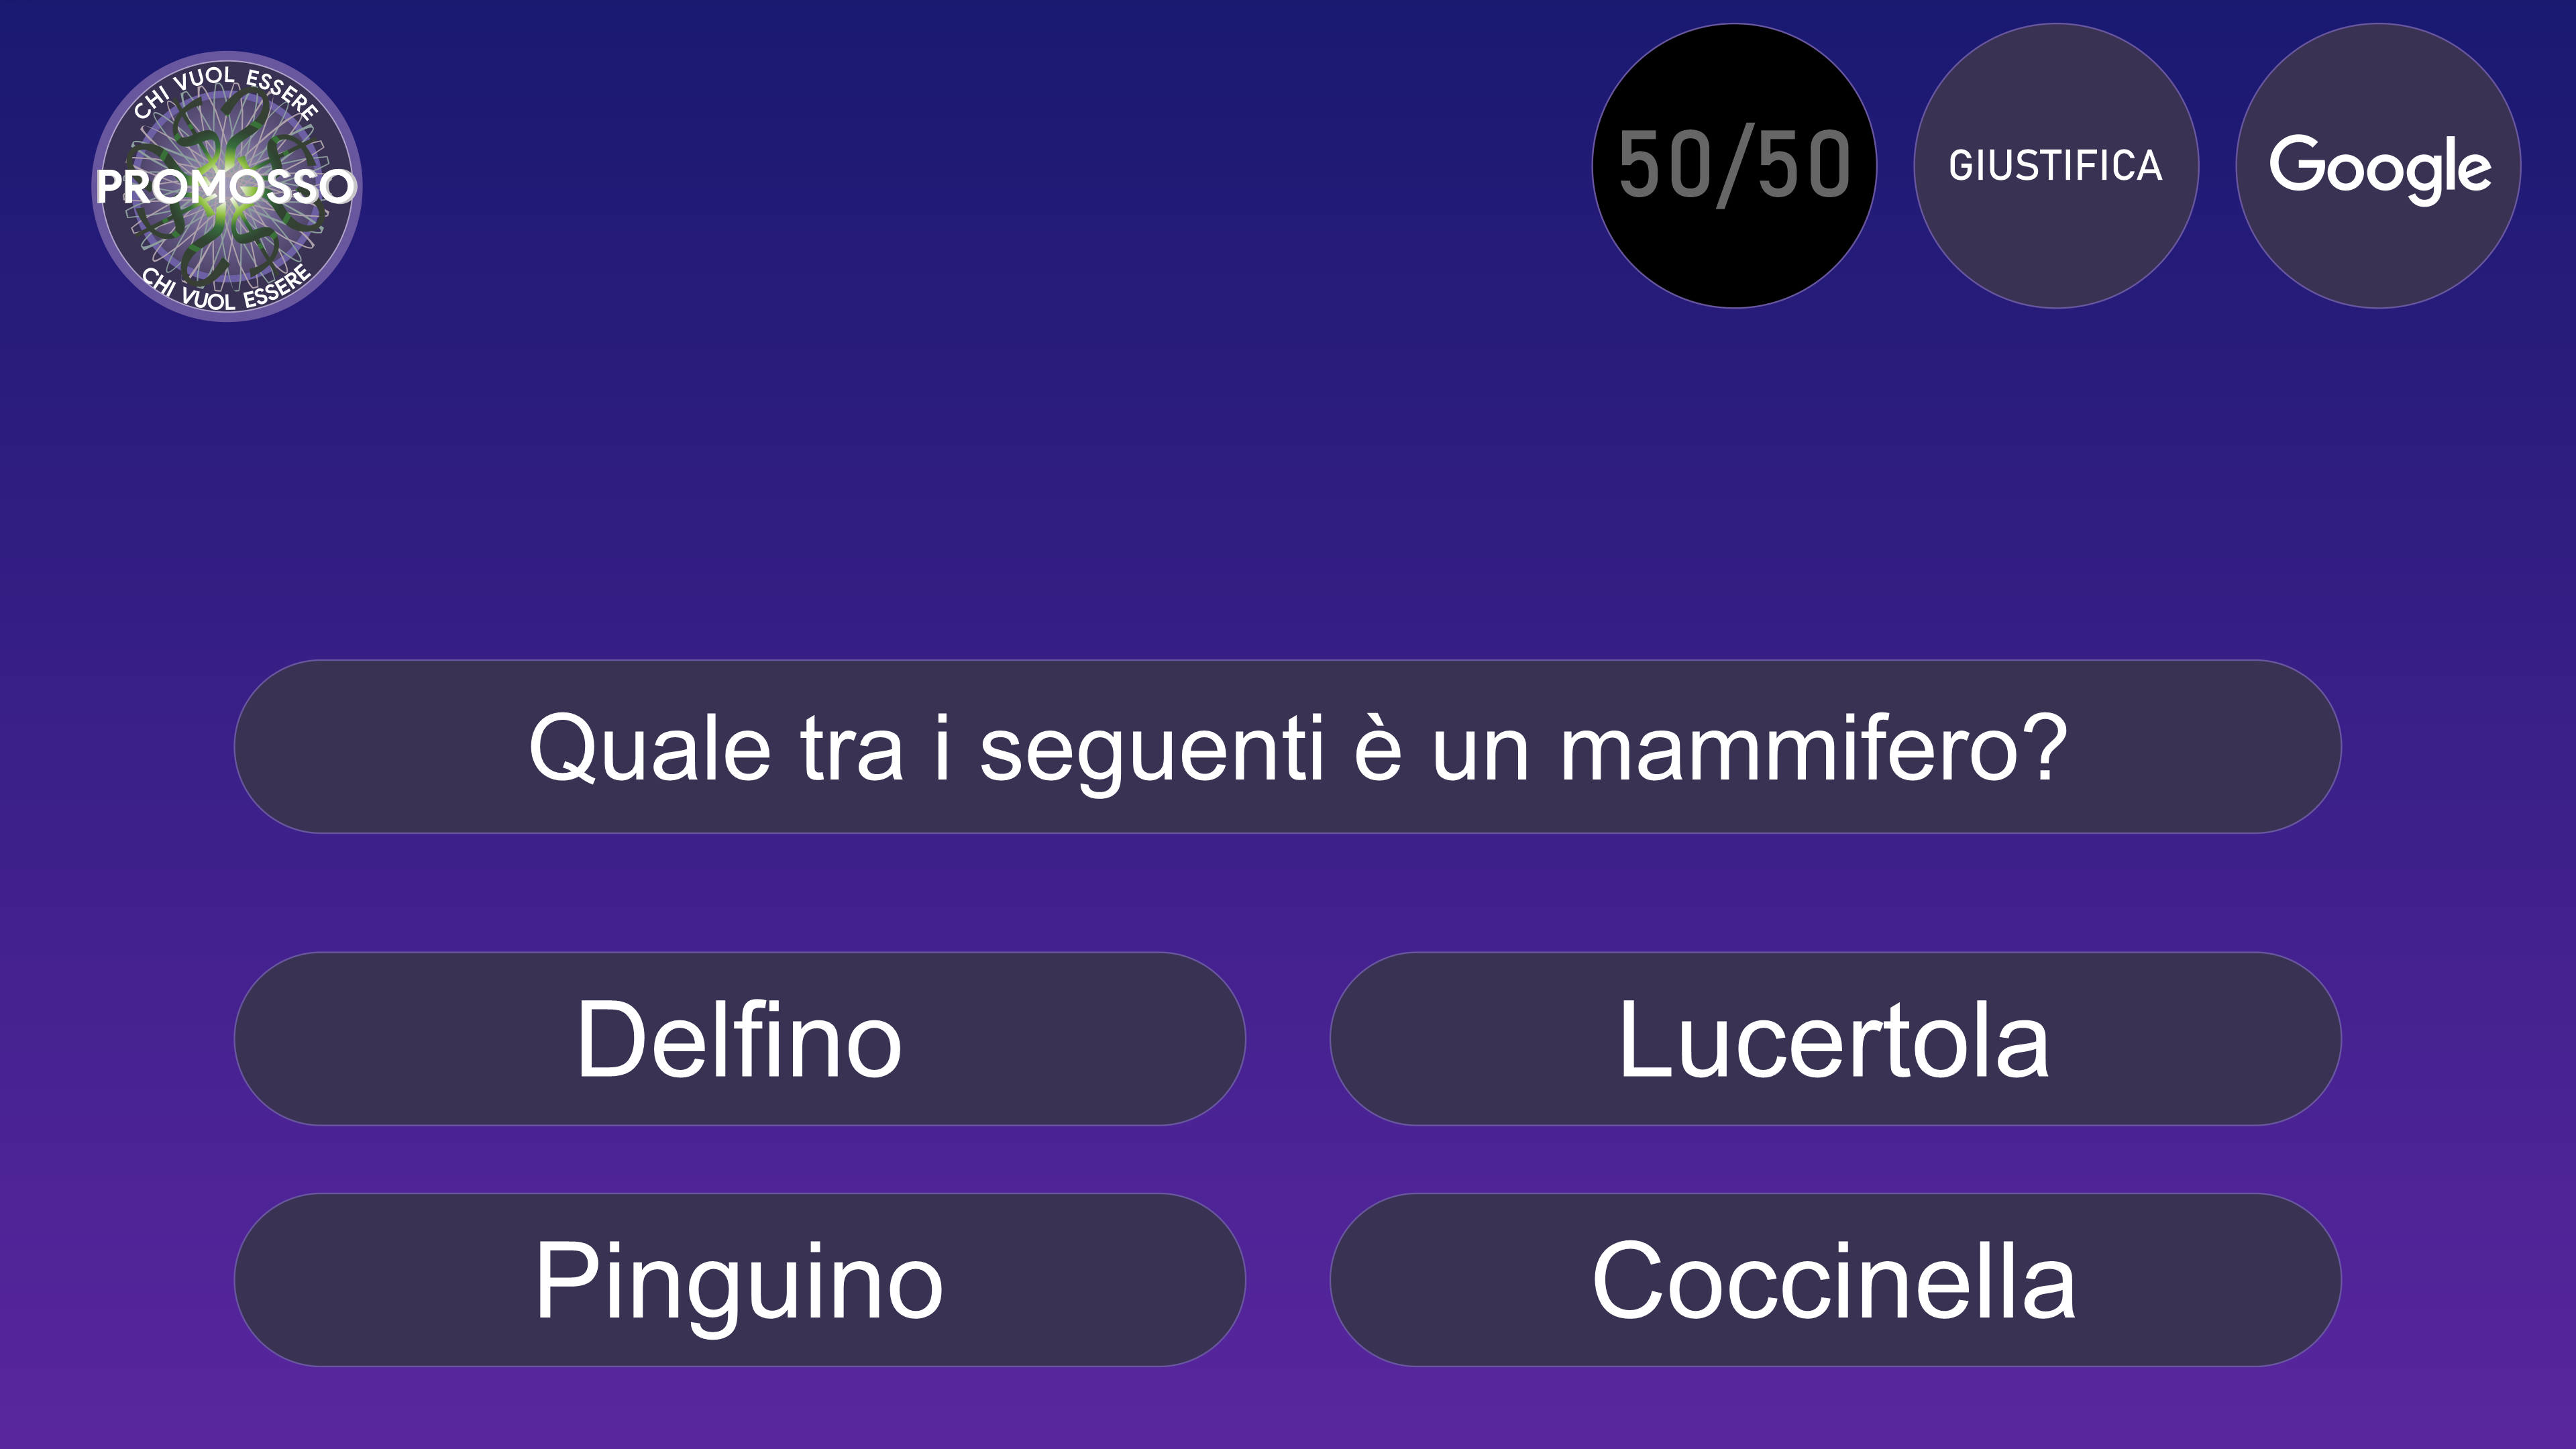 CHI VUOL ESSERE
PROMOSSO
CHI VUOL ESSERE
50/50
GIUSTIFICA
Google
Quale tra i seguenti è un mammifero?
Delfino
Lucertola
Pinguino
Coccinella